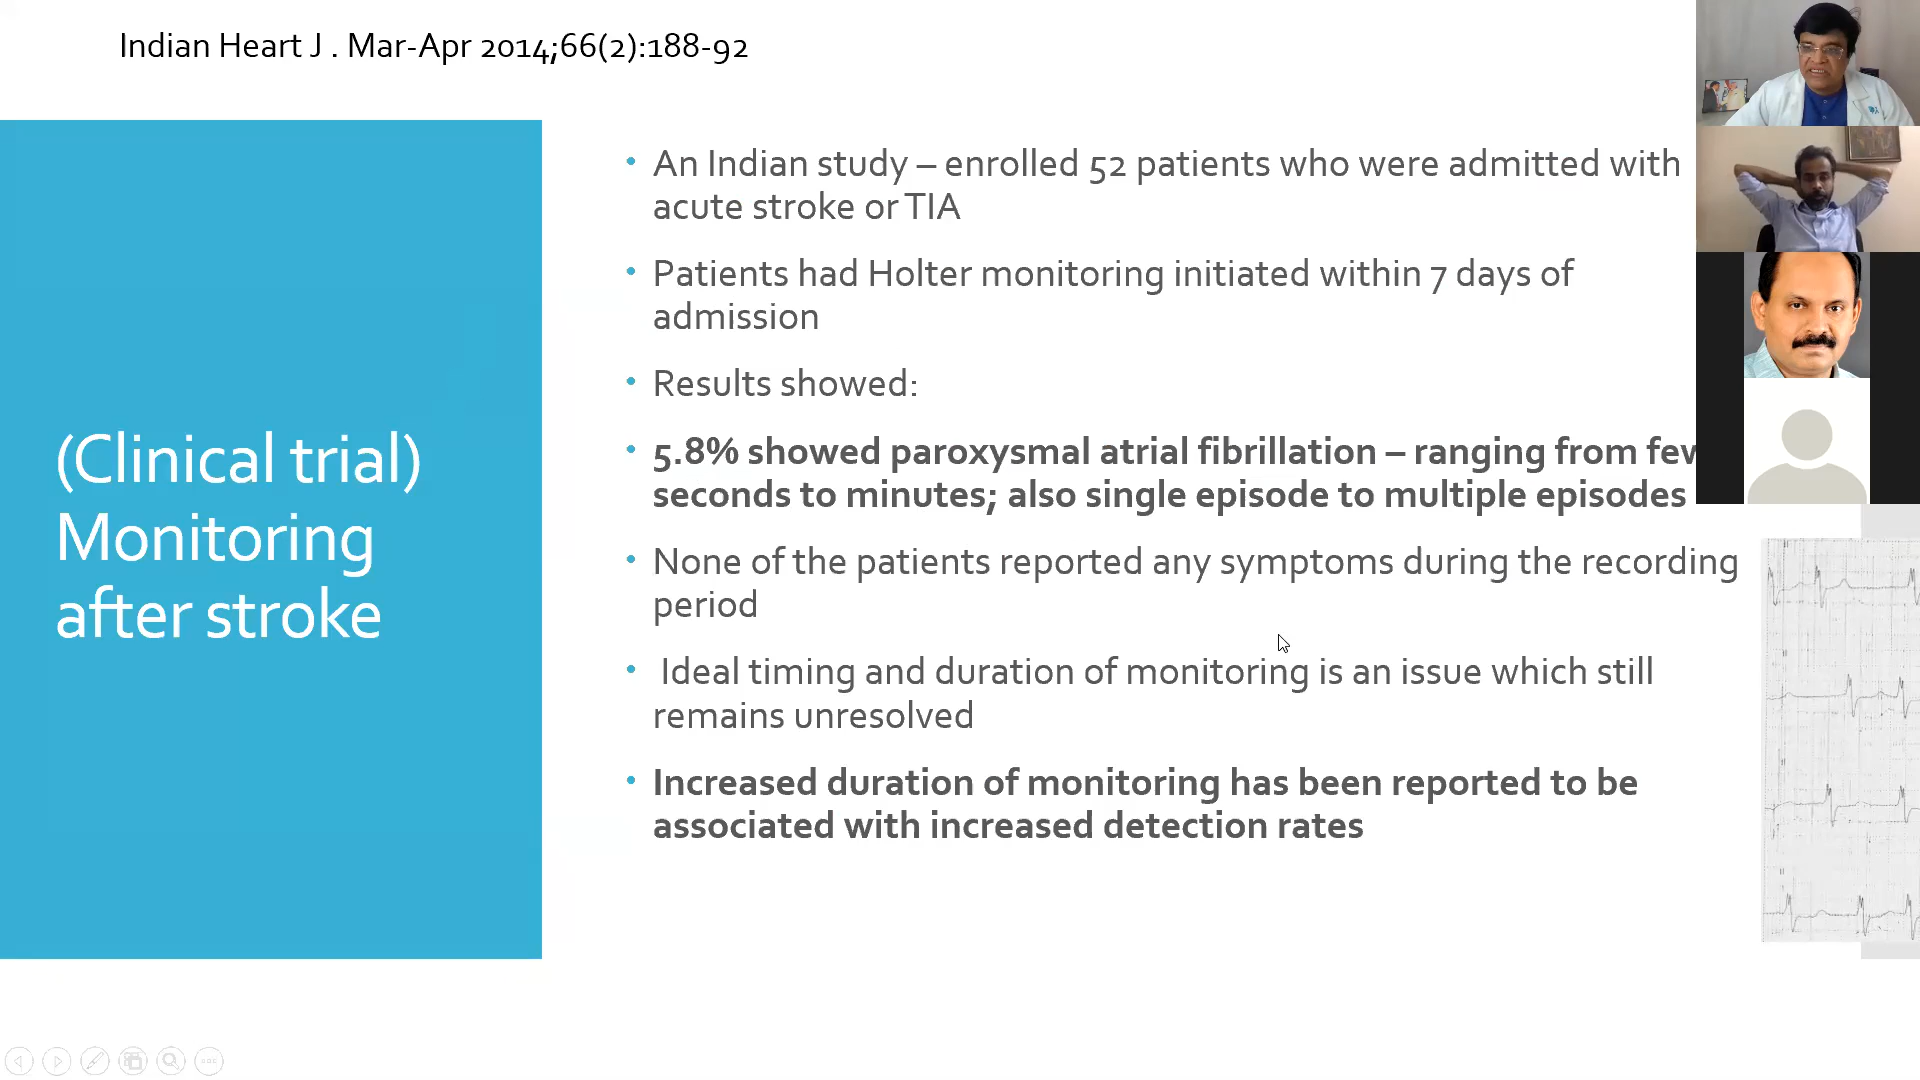 Indian Heart J . Mar-Apr 2014;66(2):188-92
(Clinical trial)
Monitoring
after stroke
An Indian study – enrolled 52 patients who were admitted with
acute stroke or TIA
Patients had Holter monitoring initiated within 7 days of
admission
Results showed:
5.8% showed paroxysmal atrial fibrillation – ranging from few
seconds to minutes; also single episode to multiple episodes
None of the patients reported any symptoms during the recording
period
Ideal timing and duration of monitoring is an issue which still
remains unresolved
Increased duration of monitoring has been reported to be
associated with increased detection rates